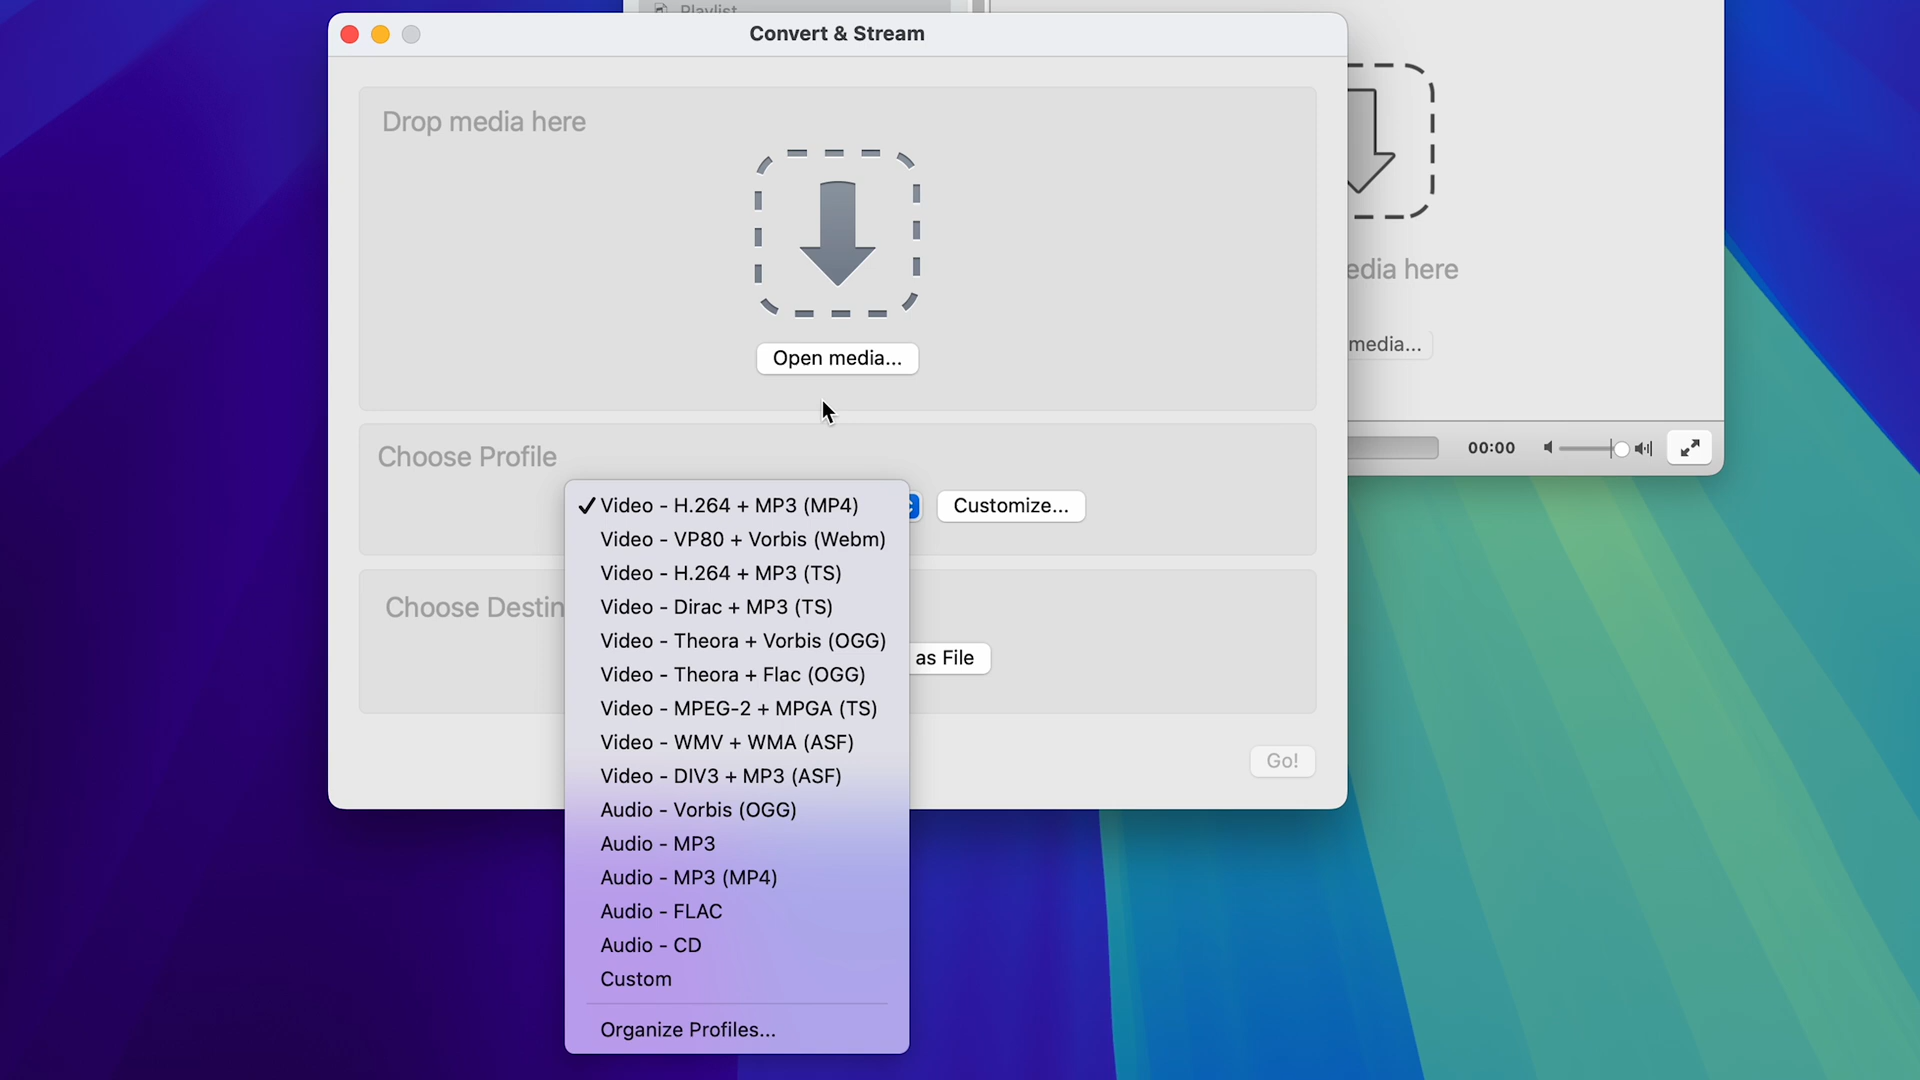 Playlist
Convert & Stream
Drop media here
Open media...
edia here
media...
00:00
Choose Profile
Customize...
✓ Video - H.264 + MP3 (MP4)
Video - VP80 + Vorbis (Webm)
Video - H.264 + MP3 (TS)
Video - Dirac + MP3 (TS)
Video - Theora + Vorbis (OGG)
Video - Theora + Flac (OGG)
Video - MPEG-2 + MPGA (TS)
Video - WMV + WMA (ASF)
Video - DIV3 + MP3 (ASF)
Audio - Vorbis (OGG)
Audio - MP3
Audio - MP3 (MP4)
Audio - FLAC
Audio - CD
Custom
Organize Profiles...
Choose Destin
as File
Go!